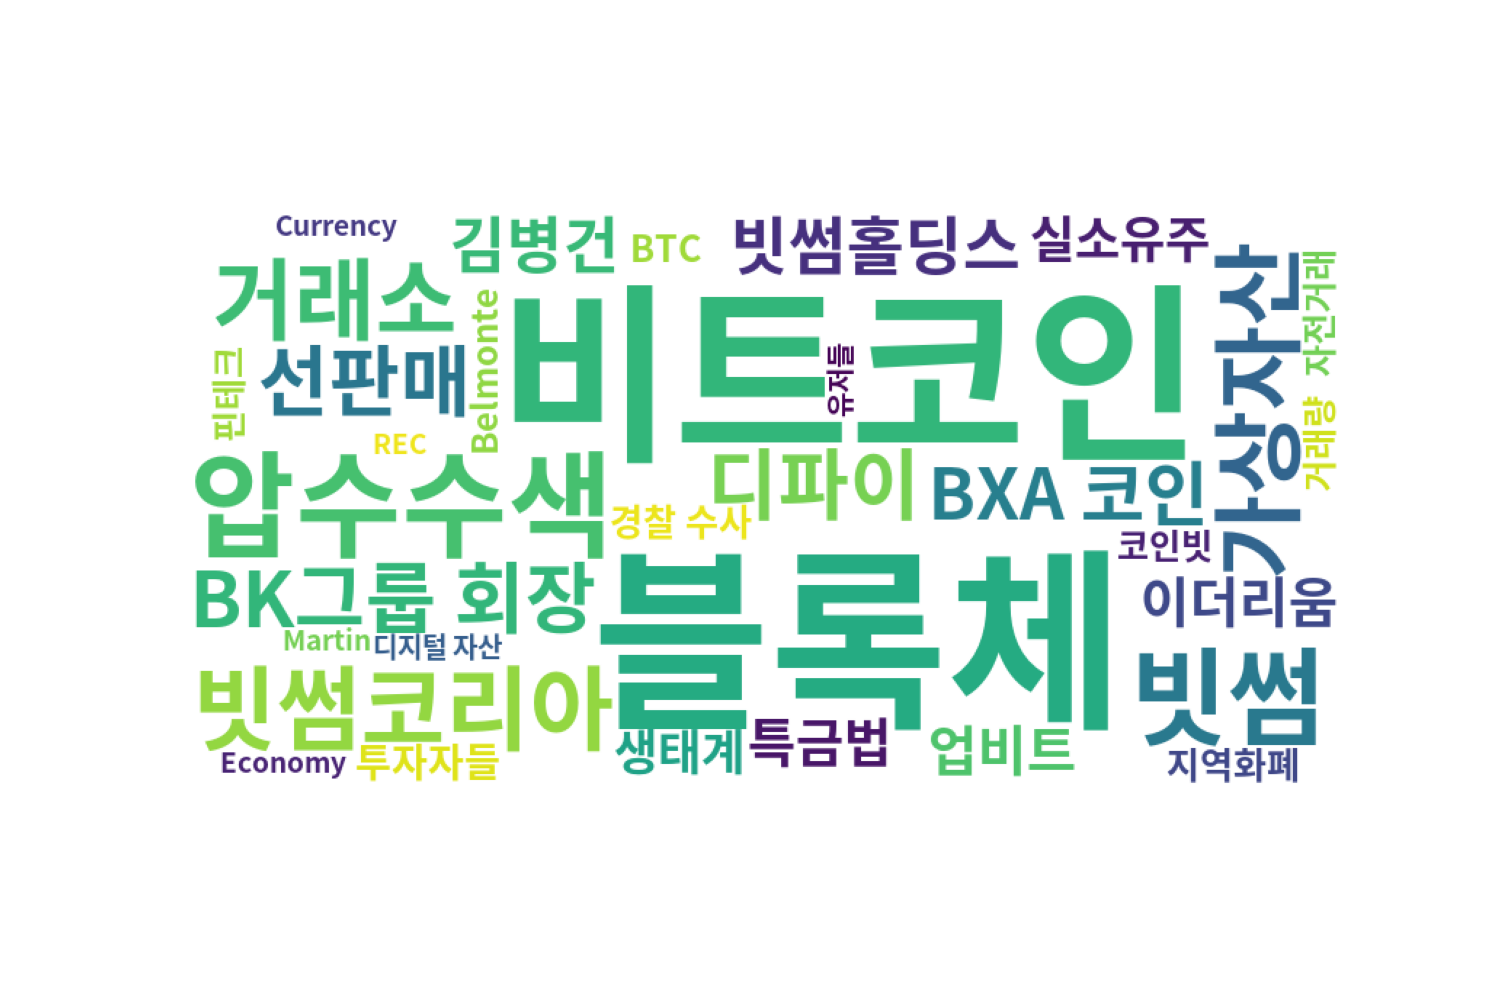 Currency
김병건
BTC
빗썸홀딩스
실소유주
거래소
비트코인
가상자산
자전거래
핀테크
선판매
Belmonte
유저들
REC
거래량
압수수색
디파이
BXA 코인
경찰 수사
코인빗
BK그룹 회장
블록체
이더리움
Martin
디지털 자산
빗썸코리아
빗썸
Economy
투자자들
생태계
특금법
업비트
지역화폐